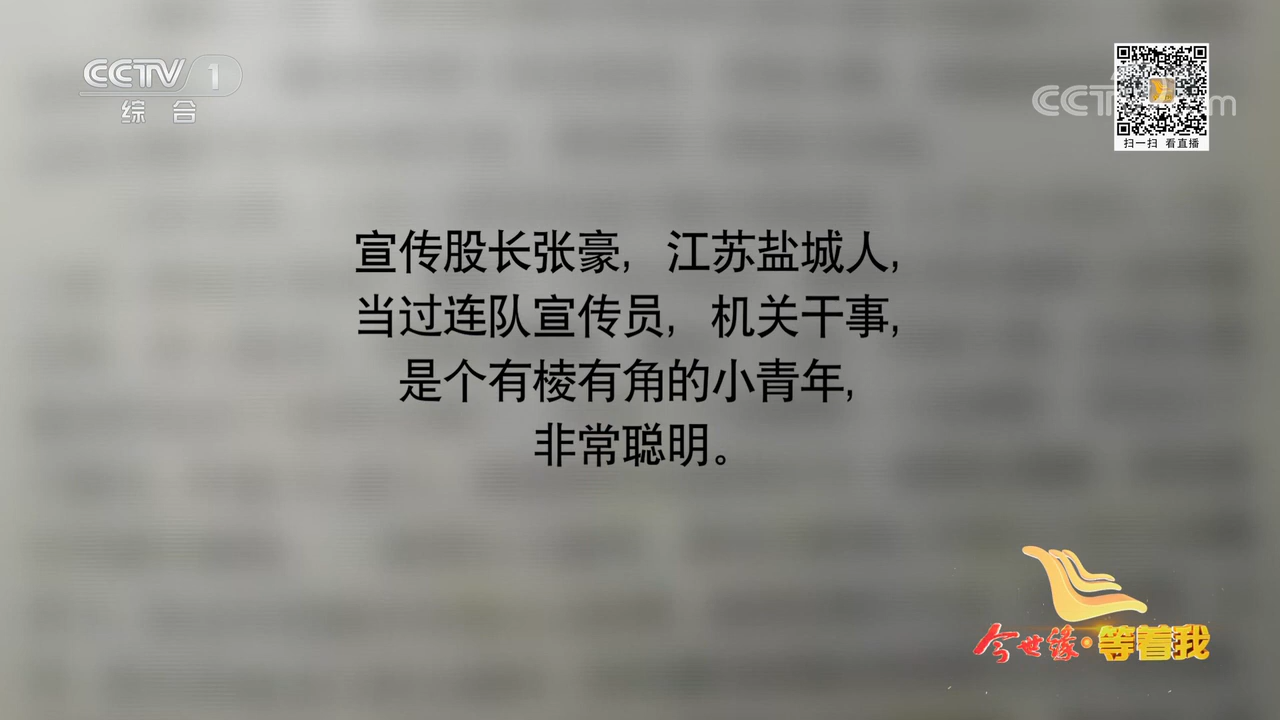 CCTV 1
综合
扫一扫 看直播
宣传股长张豪，江苏盐城人，
当过连队宣传员，机关干事，
是个有棱有角的小青年，
非常聪明。
今世缘·等着我